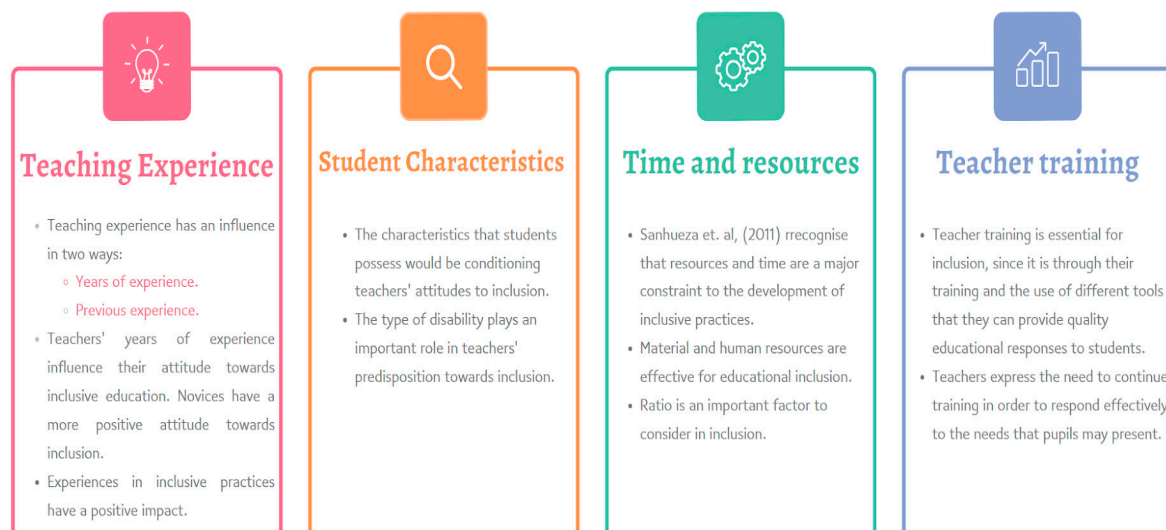 Teaching Experience
• Teaching experience has an influence
in two ways:
◦ Years of experience.
◦ Previous experience.
• Teachers' years of experience
influence their attitude towards
inclusive education. Novices have a
more positive attitude towards
inclusion.
• Experiences in inclusive practices
have a positive impact.
Student Characteristics
• The characteristics that students
possess would be conditioning
teachers' attitudes to inclusion.
• The type of disability plays an
important role in teachers'
predisposition towards inclusion.
Time and resources
• Sanhueza et. al, (2011) rrecognise
that resources and time are a major
constraint to the development of
inclusive practices.
• Material and human resources are
effective for educational inclusion.
• Ratio is an important factor to
consider in inclusion.
Teacher training
• Teacher training is essential for
inclusion, since it is through their
training and the use of different tools
that they can provide quality
educational responses to students.
• Teachers express the need to continue
training in order to respond effectively
to the needs that pupils may present.